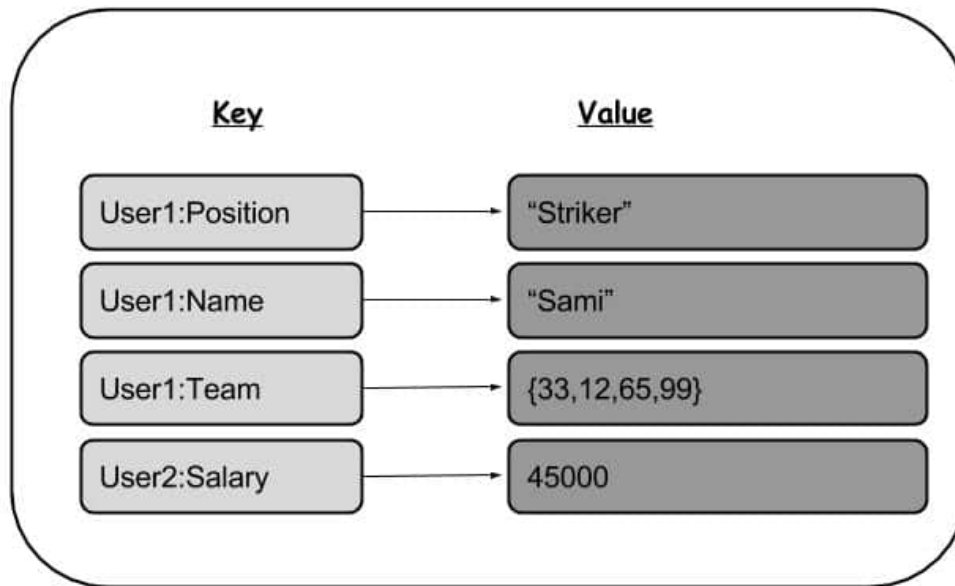 Key Value
User1:Position “Striker”
User1:Name “Sami”
User1:Team {33,12,65,99}
User2:Salary 45000